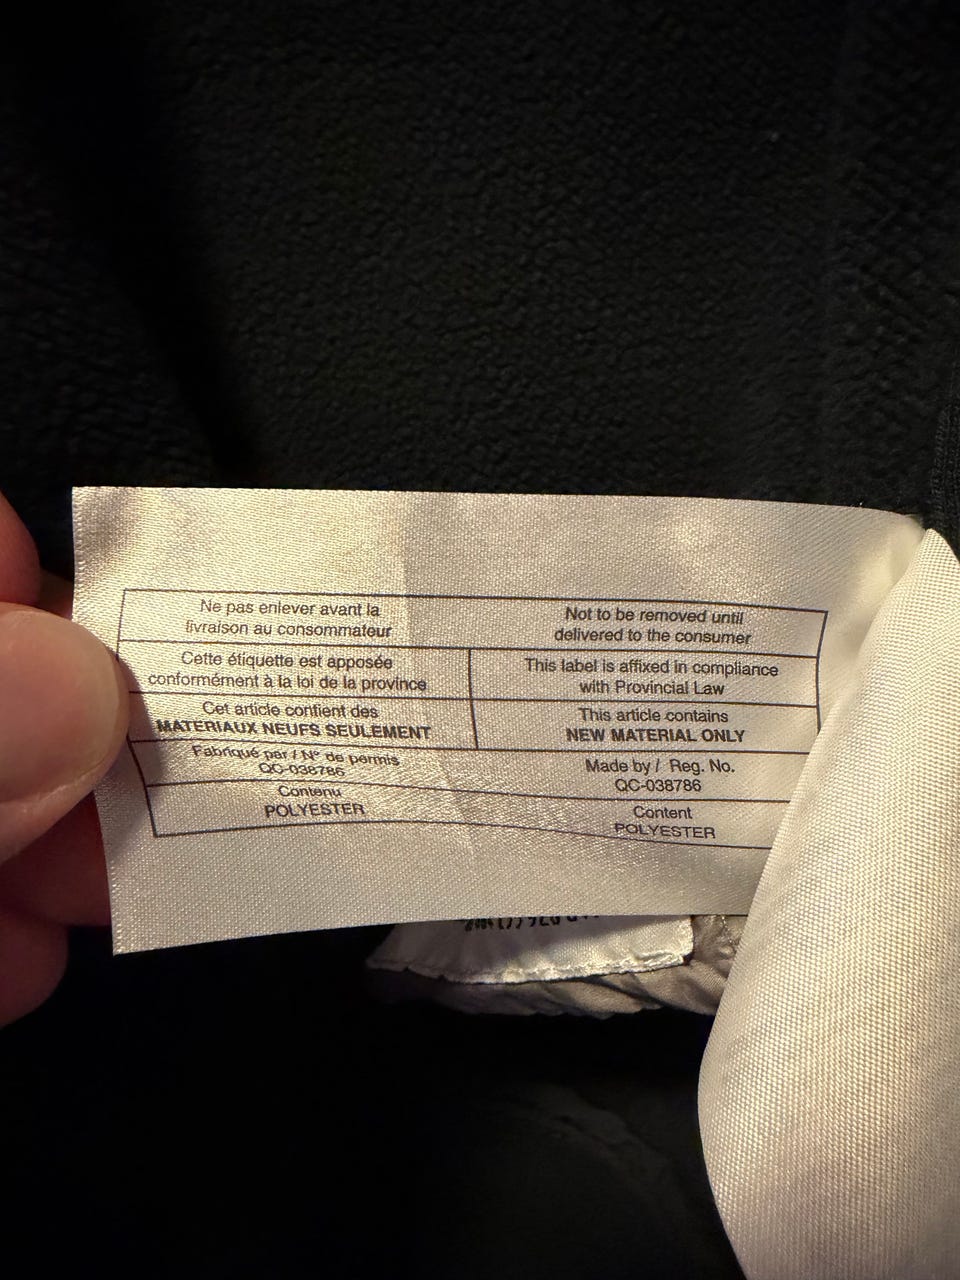 Ne pas enlever avant la
livraison au consommateur
Not to be removed until
delivered to the consumer
Cette étiquette est apposée
conformément à la loi de la province
This label is affixed in compliance
with Provincial Law
Cet article contient des
MATERIAUX NEUFS SEULEMENT
This article contains
NEW MATERIAL ONLY
Fabriqué par / N° de permis
QC-038786
Made by / Reg. No.
QC-038786
Contenu
POLYESTER
Content
POLYESTER